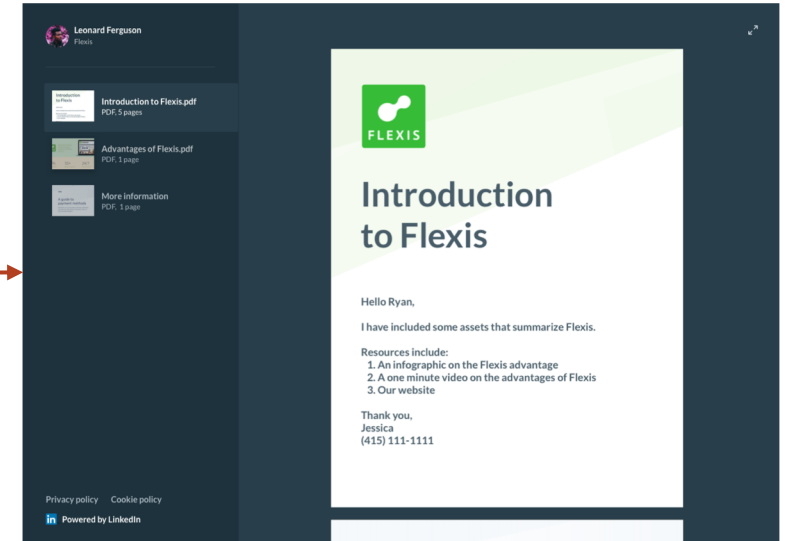 Leonard Ferguson
Flexis
Introduction to Flexis.pdf
PDF, 5 pages
Advantages of Flexis.pdf
PDF, 1 page
More information
PDF, 1 page
Privacy policy Cookie policy
in Powered by LinkedIn
FLEXIS
Introduction
to Flexis
Hello Ryan,
I have included some assets that summarize Flexis.
Resources include:
1. An infographic on the Flexis advantage
2. A one minute video on the advantages of Flexis
3. Our website
Thank you,
Jessica
(415) 111-1111